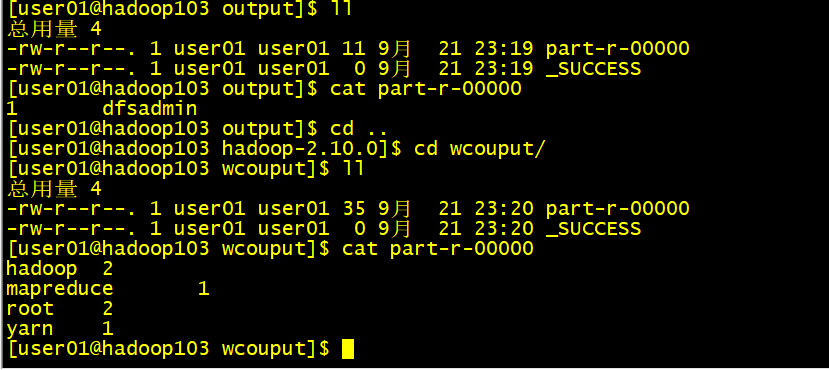 [user01@hadoop103 output]$ ll
总用量 4
-rw-r--r--. 1 user01 user01 11 9月  21 23:19 part-r-00000
-rw-r--r--. 1 user01 user01  0 9月  21 23:19 _SUCCESS
[user01@hadoop103 output]$ cat part-r-00000
1       dfsadmin
[user01@hadoop103 output]$ cd ..
[user01@hadoop103 hadoop-2.10.0]$ cd wcouput/
[user01@hadoop103 wcouput]$ ll
总用量 4
-rw-r--r--. 1 user01 user01 35 9月  21 23:20 part-r-00000
-rw-r--r--. 1 user01 user01  0 9月  21 23:20 _SUCCESS
[user01@hadoop103 wcouput]$ cat part-r-00000
hadoop  2
mapreduce       1
root    2
yarn    1
[user01@hadoop103 wcouput]$